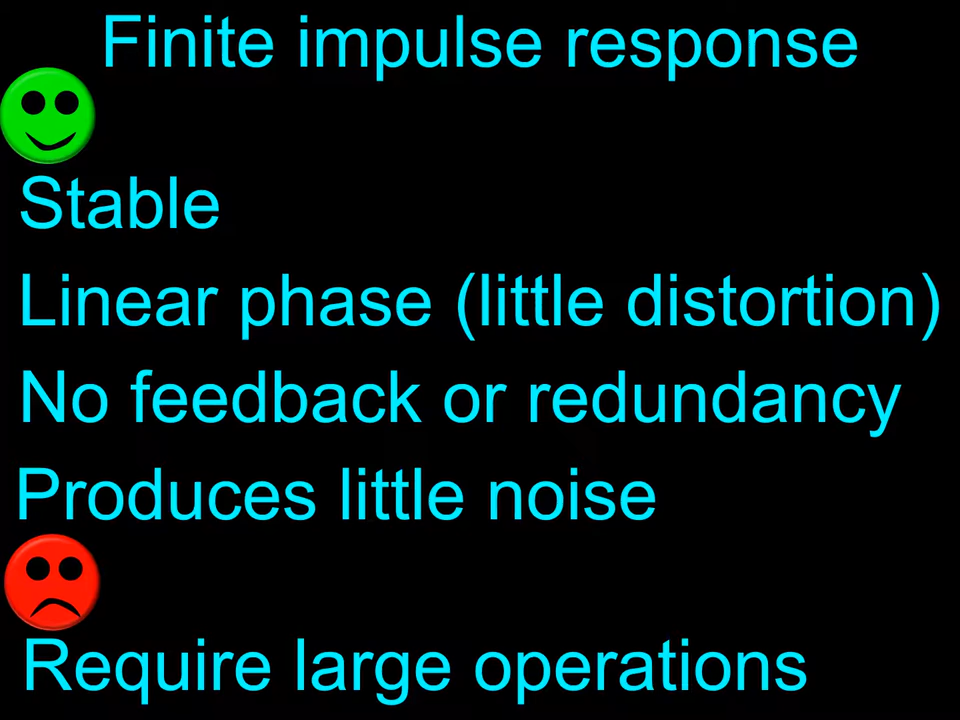 Finite impulse response
Stable
Linear phase (little distortion)
No feedback or redundancy
Produces little noise
Require large operations